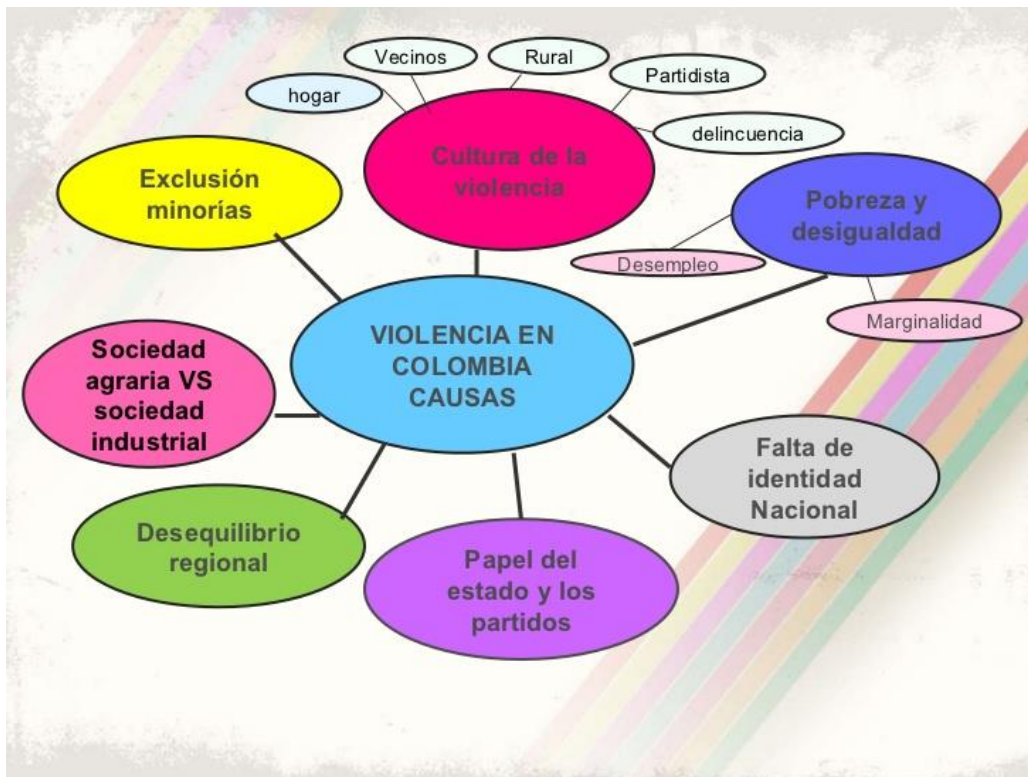 Vecinos
Rural
Partidista
hogar
delincuencia
Cultura de la
violencia
Exclusión
minorías
Pobreza y
desigualdad
Desempleo
Marginalidad
VIOLENCIA EN
COLOMBIA
CAUSAS
Sociedad
agraria VS
sociedad
industrial
Falta de
identidad
Nacional
Desequilibrio
regional
Papel del
estado y los
partidos